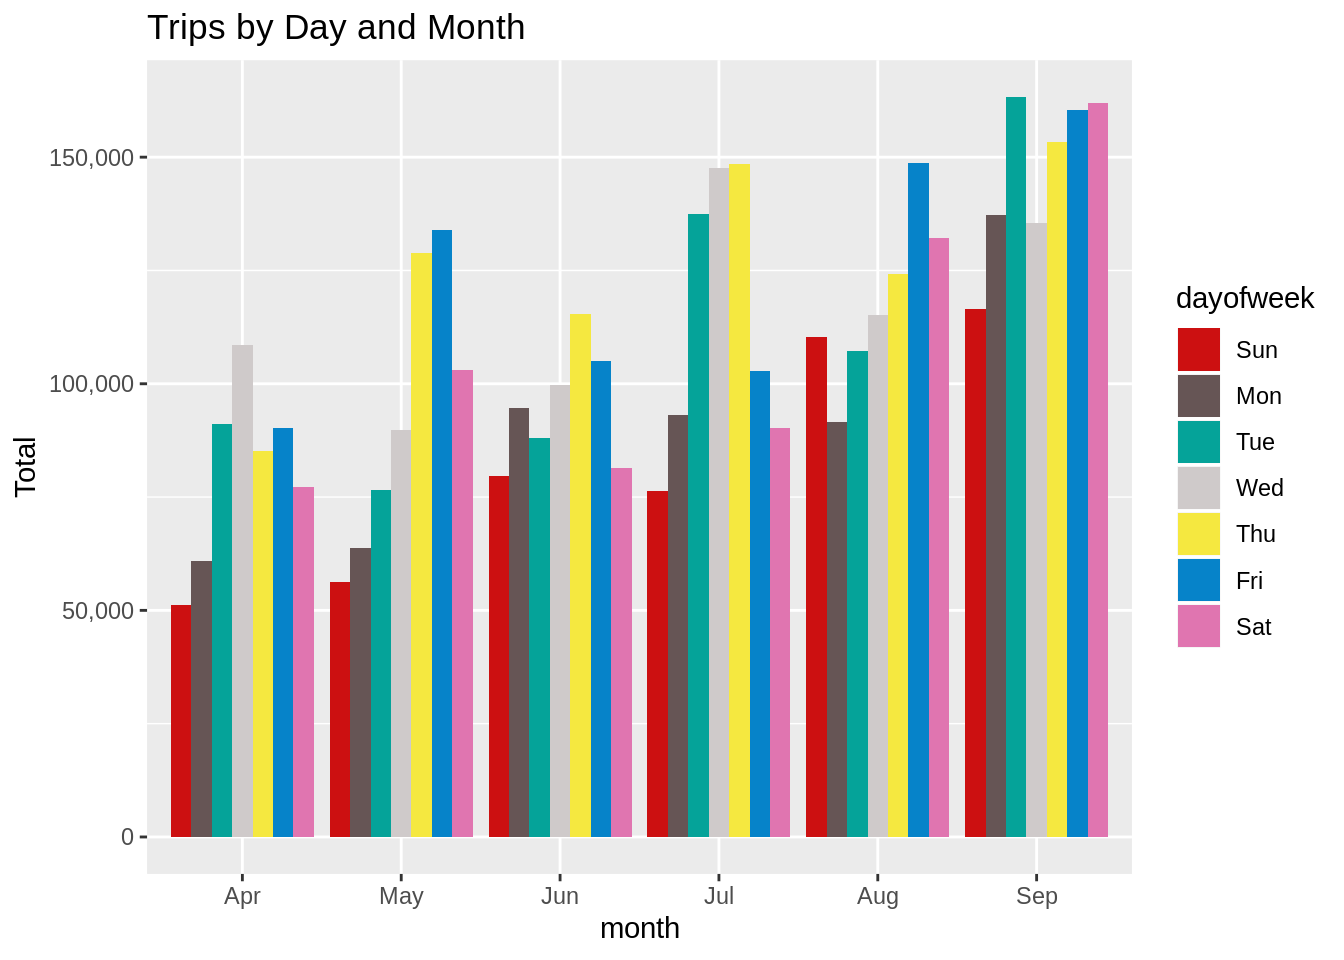 Trips by Day and Month
Total
150,000
100,000
50,000
0
Apr May Jun Jul Aug Sep
month
dayofweek
Sun
Mon
Tue
Wed
Thu
Fri
Sat